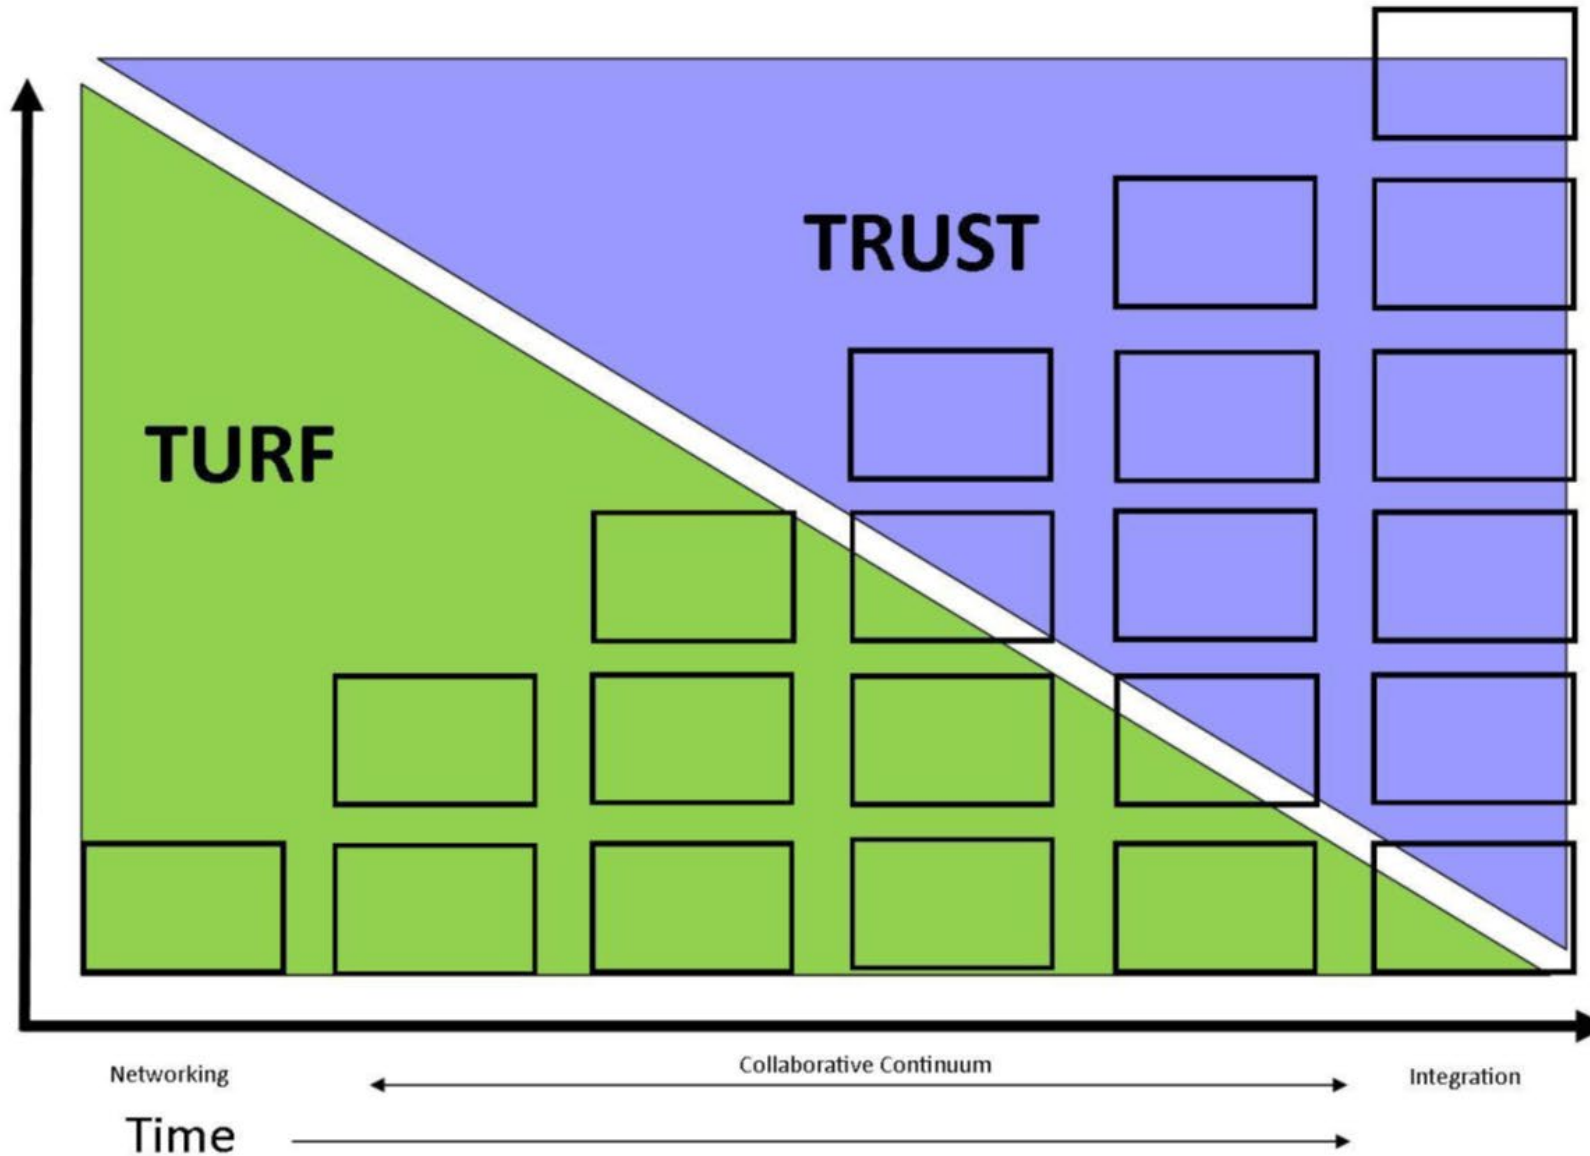 TRUST
TURF
Networking
Collaborative Continuum
Integration
Time